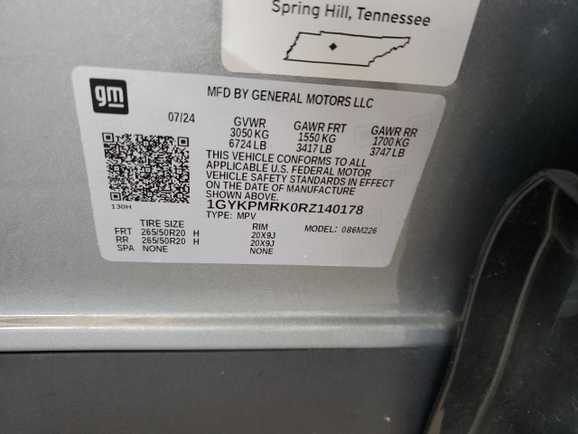 Spring Hill, Tennessee
gm
MFD BY GENERAL MOTORS LLC
07/24 GVWR GAWR FRT GAWR RR
3050 KG 1550 KG 1700 KG
6724 LB 3417 LB 3747 LB
THIS VEHICLE CONFORMS TO ALL
APPLICABLE U.S. FEDERAL MOTOR
VEHICLE SAFETY STANDARDS IN EFFECT
ON THE DATE OF MANUFACTURE
SHOWN ABOVE.
130H
1GYKPMRK0RZ140178
TYPE: MPV MODEL: 086M226
TIRE SIZE RIM
FRT 265/50R20 H 20X9J
RR 265/50R20 H 20X9J
SPA NONE NONE